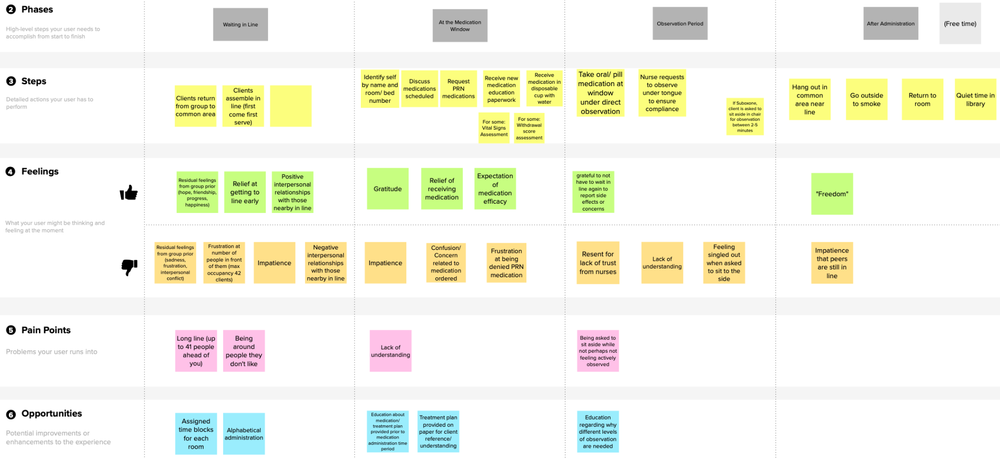 2 Phases
High-level steps your user needs to
accomplish from start to finish
Waiting in Line
At the Medication
Window
Observation Period
After Administration
(Free time)
3 Steps
Detailed actions your user has to
perform
Clients return
from group to
common area
Clients
assemble in
line (first
come first
serve)
Identify self
by name and
room/ bed
number
Discuss
medications
scheduled
Request
PRN
medications
Receive new
medication
education
paperwork
Receive
medication in
disposable
cup with
water
For some:
Vital Signs
Assessment
For some:
Withdrawal
score
assessment
Take oral/ pill
medication at
window
under direct
observation
Nurse requests
to observe
under tongue
to ensure
compliance
If Suboxone,
client is asked to
sit aside in chair
for observation
between 2-5
minutes
Hang out in
common
area near
line
Go outside
to smoke
Return to
room
Quiet time in
library
4 Feelings
What your user might be thinking and
feeling at the moment
Residual feelings
from group prior
(hope, friendship,
progress,
happiness)
Relief at
getting to
line early
Positive
interpersonal
relationships
with those
nearby in line
Gratitude
Relief of
receiving
medication
Expectation
of
medication
efficacy
grateful to not
have to wait in
line again to
report side
effects or
concerns
"Freedom"
Residual feelings
from group prior
(sadness,
frustration,
interpersonal
conflict)
Frustration at
number of
people in front
of them (max
occupancy 42
clients)
Impatience
Negative
interpersonal
relationships
with those
nearby in line
Impatience
Confusion/
Concern
related to
medication
ordered
Frustration
at being
denied PRN
medication
Resent for
lack of trust
from nurses
Lack of
understanding
Feeling
singled out
when asked
to sit to the
side
Impatience
that peers
are still in
line
5 Pain Points
Problems your user runs into
Long line (up
to 41 people
ahead of
you)
Being
around
people they
don't like
Lack of
understanding
Being asked to
sit aside while
not perhaps not
feeling actively
observed
6 Opportunities
Potential improvements or
enhancements to the experience
Assigned
time blocks
for each
room
Alphabetical
administration
Education about
medication/
treatment plan
provided prior to
medication
administration time
period
Treatment plan
provided on
paper for client
reference/
understanding
Education
regarding why
different levels
of observation
are needed